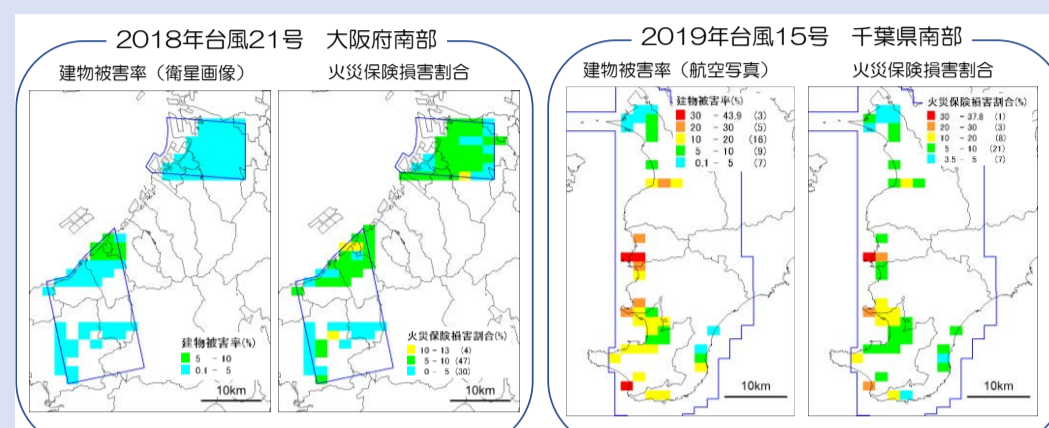 2018年台風21号 大阪府南部
建物被害率（衛星画像）
火災保険損害割合
建物被害率(%)
5 - 10
0.1 - 5
10km
火災保険損害割合(%)
10 - 13 (4)
5 - 10 (47)
0 - 5 (30)
10km
2019年台風15号 千葉県南部
建物被害率（航空写真）
火災保険損害割合
建物被害率(%)
30 - 43.9 (3)
20 - 30 (5)
10 - 20 (16)
5 - 10 (9)
0.1 - 5 (7)
10km
火災保険損害割合(%)
30 - 37.8 (1)
20 - 30 (3)
10 - 20 (8)
5 - 10 (21)
3.5 - 5 (7)
10km